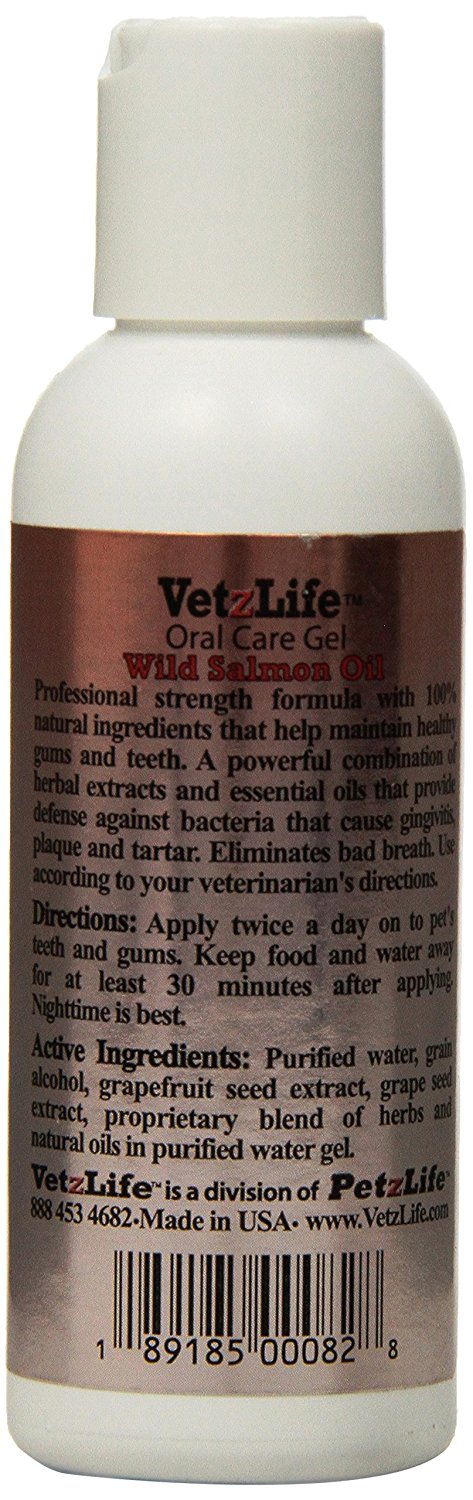 VetzLife™
Oral Care Gel
Wild Salmon Oil
Professional strength formula with 100%
natural ingredients that help maintain healthy
gums and teeth. A powerful combination of
herbal extracts and essential oils that provide
defense against bacteria that cause gingivitis,
plaque and tartar. Eliminates bad breath. Use
according to your veterinarian's directions.
Directions: Apply twice a day on to pet's
teeth and gums. Keep food and water away
for at least 30 minutes after applying.
Nighttime is best.
Active Ingredients: Purified water, grain
alcohol, grapefruit seed extract, grape seed
extract, proprietary blend of herbs and
natural oils in purified water gel.
VetzLife™ is a division of PetzLife™
888 453 4682•Made in USA• www.VetzLife.com
1 89185 00082 8